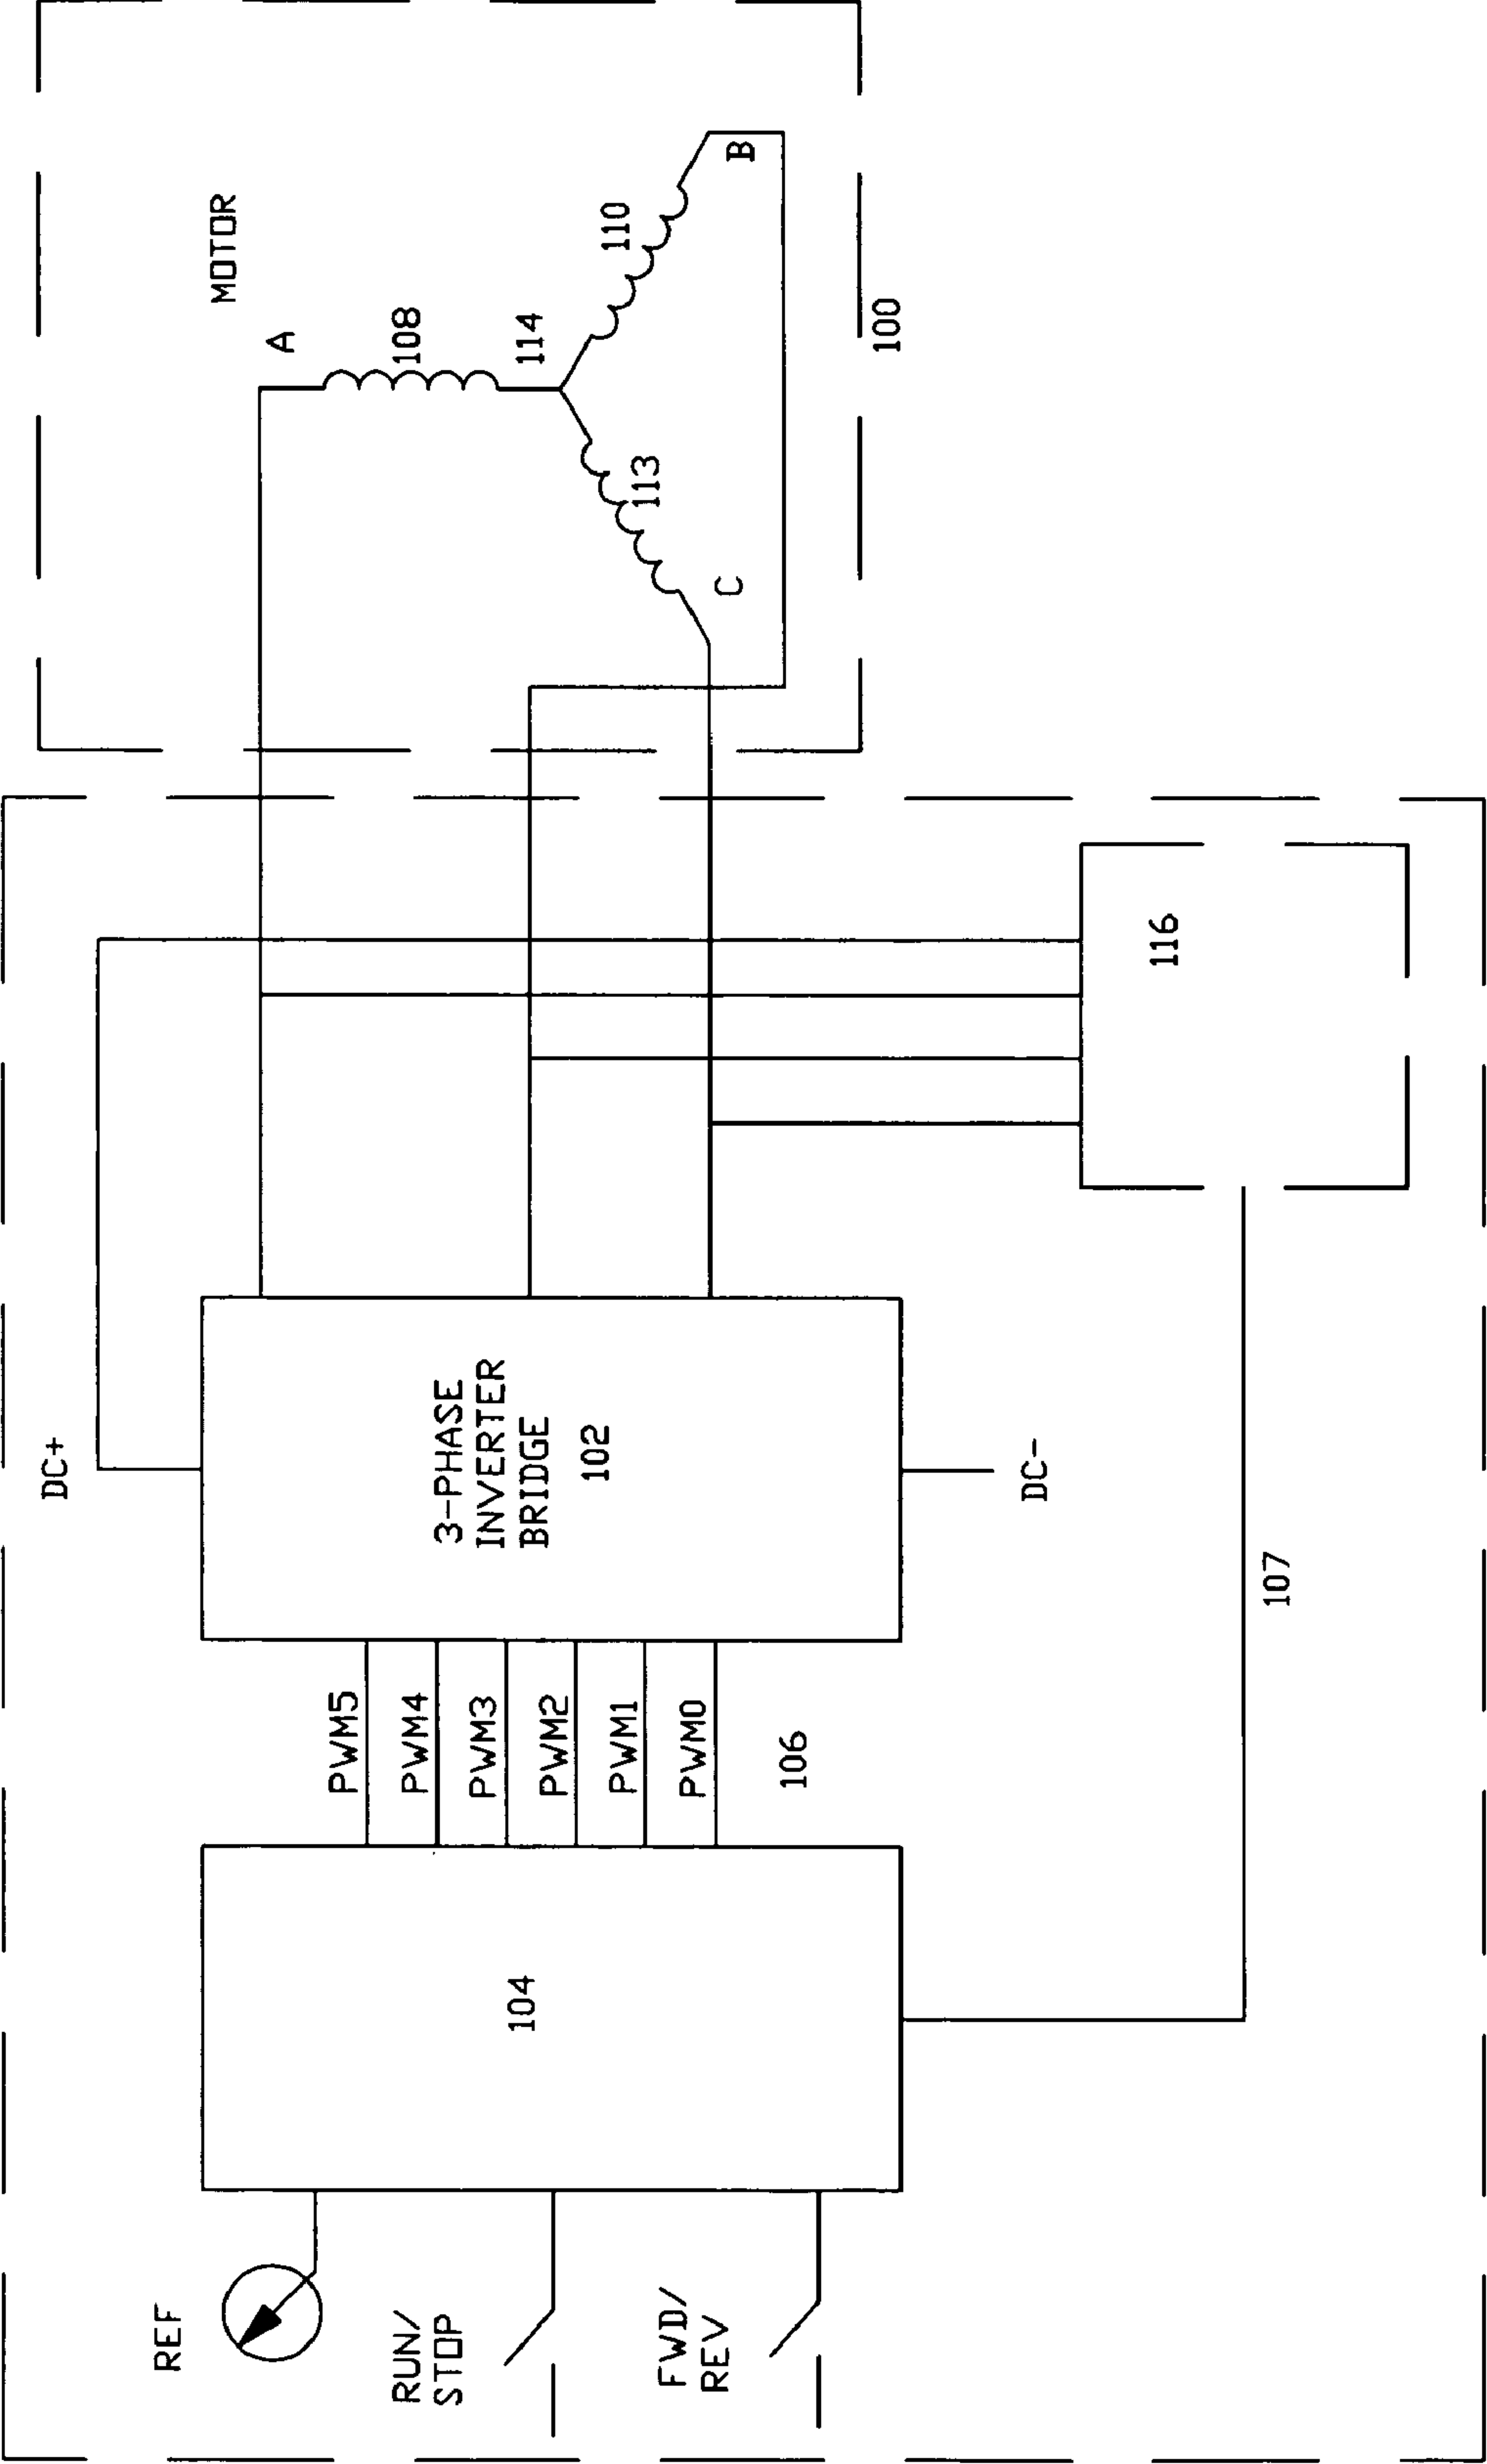 REF
RUN/
STOP
FWD/
REV
104
PWM5
PWM4
PWM3
PWM2
PWM1
PWM0
106
DC+
3-PHASE
INVERTER
BRIDGE
102
DC-
107
116
MOTOR
A
108
114
110
B
113
C
100